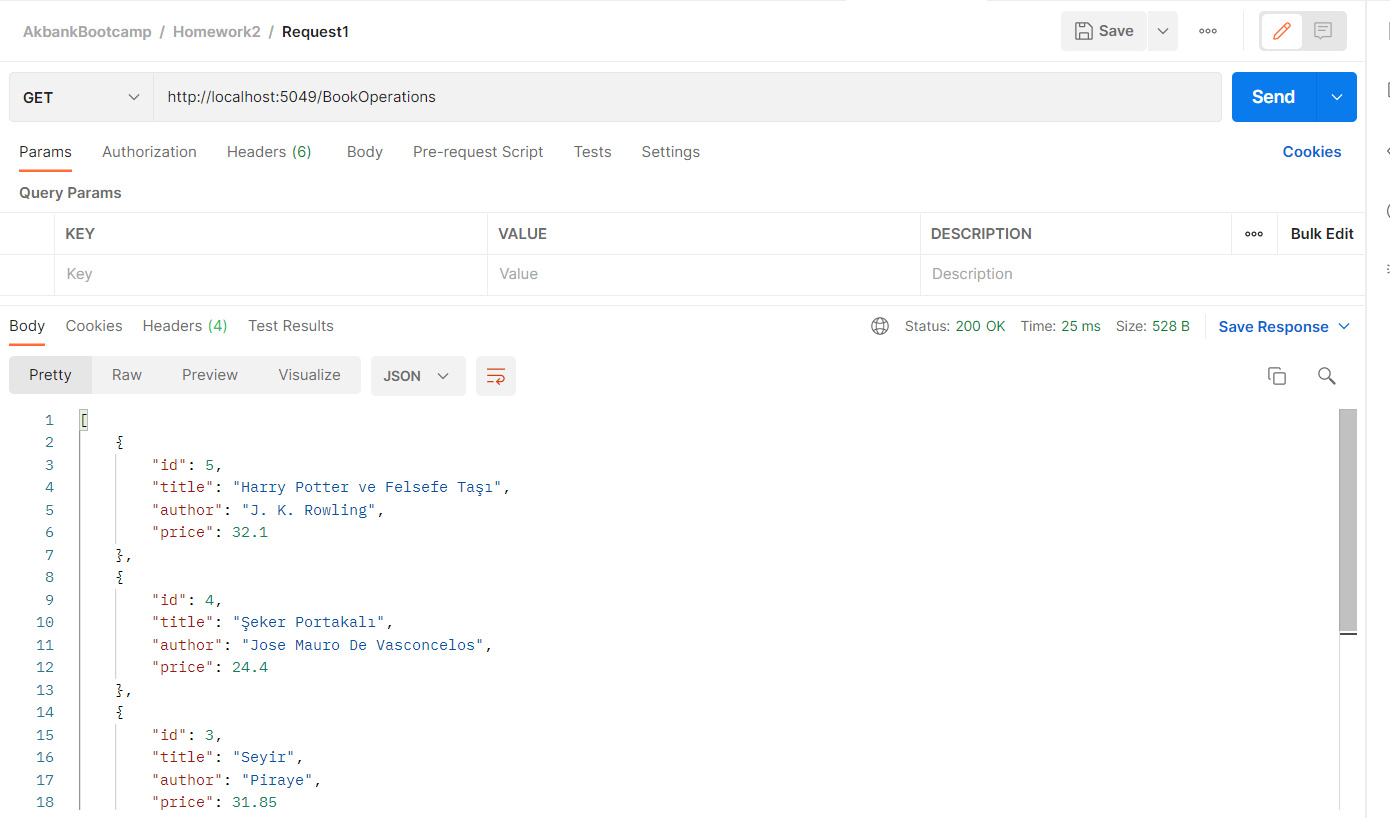 AkbankBootcamp / Homework2 / Request1
Save
GET
http://localhost:5049/BookOperations
Send
Params Authorization Headers (6) Body Pre-request Script Tests Settings Cookies
Query Params
KEY VALUE DESCRIPTION Bulk Edit
Key Value Description
Body Cookies Headers (4) Test Results Status: 200 OK Time: 25 ms Size: 528 B Save Response
Pretty Raw Preview Visualize JSON
1 [
2 {
3 "id": 5,
4 "title": "Harry Potter ve Felsefe Taşı",
5 "author": "J. K. Rowling",
6 "price": 32.1
7 },
8 {
9 "id": 4,
10 "title": "Şeker Portakalı",
11 "author": "Jose Mauro De Vasconcelos",
12 "price": 24.4
13 },
14 {
15 "id": 3,
16 "title": "Seyir",
17 "author": "Piraye",
18 "price": 31.85